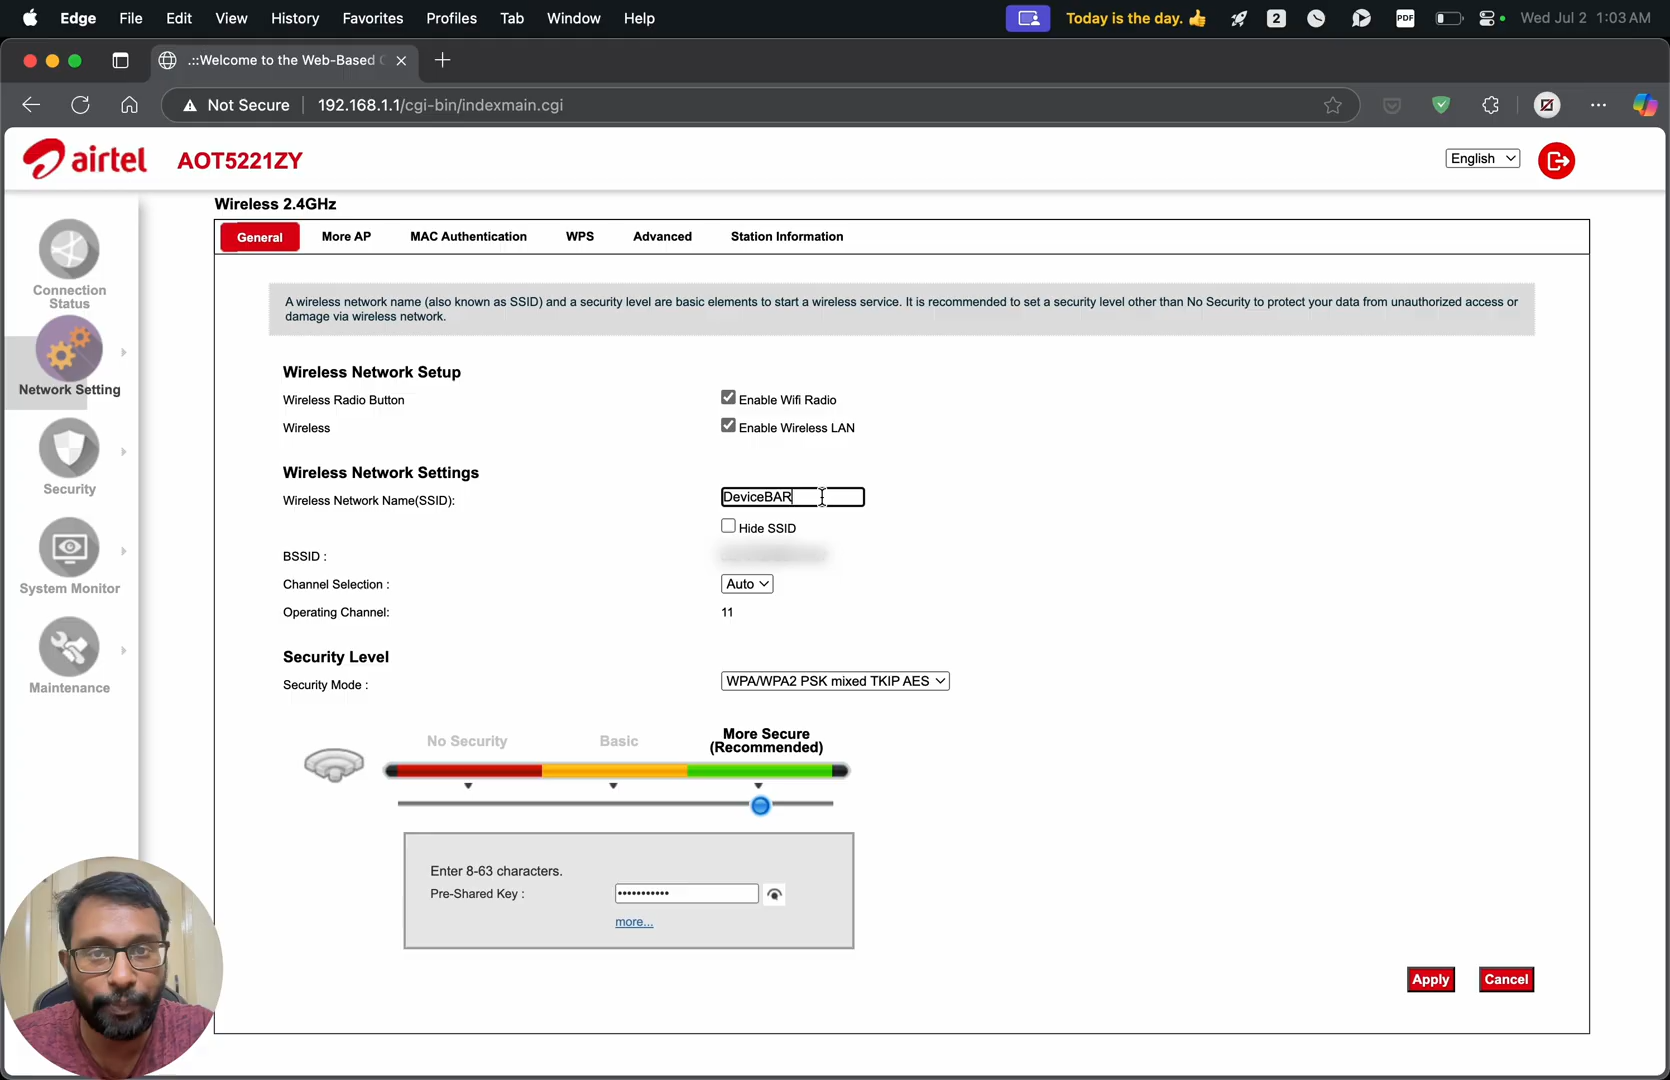 Edge File Edit View History Favorites Profiles Tab Window Help
Today is the day. 👍 2 PDF Wed Jul 2 1:03 AM
.::Welcome to the Web-Based
Not Secure 192.168.1.1/cgi-bin/indexmain.cgi
airtel AOT5221ZY English
Wireless 2.4GHz
General More AP MAC Authentication WPS Advanced Station Information
Connection
Status
Network Setting
Security
System Monitor
Maintenance
A wireless network name (also known as SSID) and a security level are basic elements to start a wireless service. It is recommended to set a security level other than No Security to protect your data from unauthorized access or
damage via wireless network.
Wireless Network Setup
Wireless Radio Button Enable Wifi Radio
Wireless Enable Wireless LAN
Wireless Network Settings
Wireless Network Name(SSID): DeviceBAR
Hide SSID
BSSID :
Channel Selection : Auto
Operating Channel: 11
Security Level
Security Mode : WPA/WPA2 PSK mixed TKIP AES
No Security Basic More Secure
(Recommended)
Enter 8-63 characters.
Pre-Shared Key : •••••••••••
more...
Apply Cancel